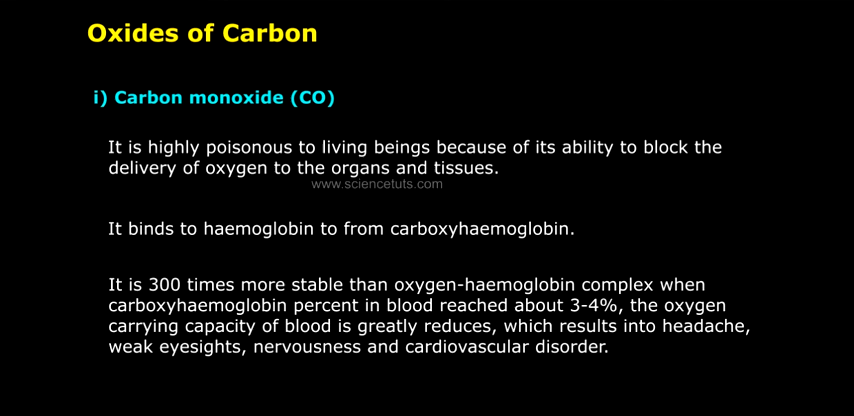 Oxides of Carbon
i) Carbon monoxide (CO)
It is highly poisonous to living beings because of its ability to block the
delivery of oxygen to the organs and tissues.
www.sciencetuts.com
It binds to haemoglobin to from carboxyhaemoglobin.
It is 300 times more stable than oxygen-haemoglobin complex when
carboxyhaemoglobin percent in blood reached about 3-4%, the oxygen
carrying capacity of blood is greatly reduces, which results into headache,
weak eyesights, nervousness and cardiovascular disorder.